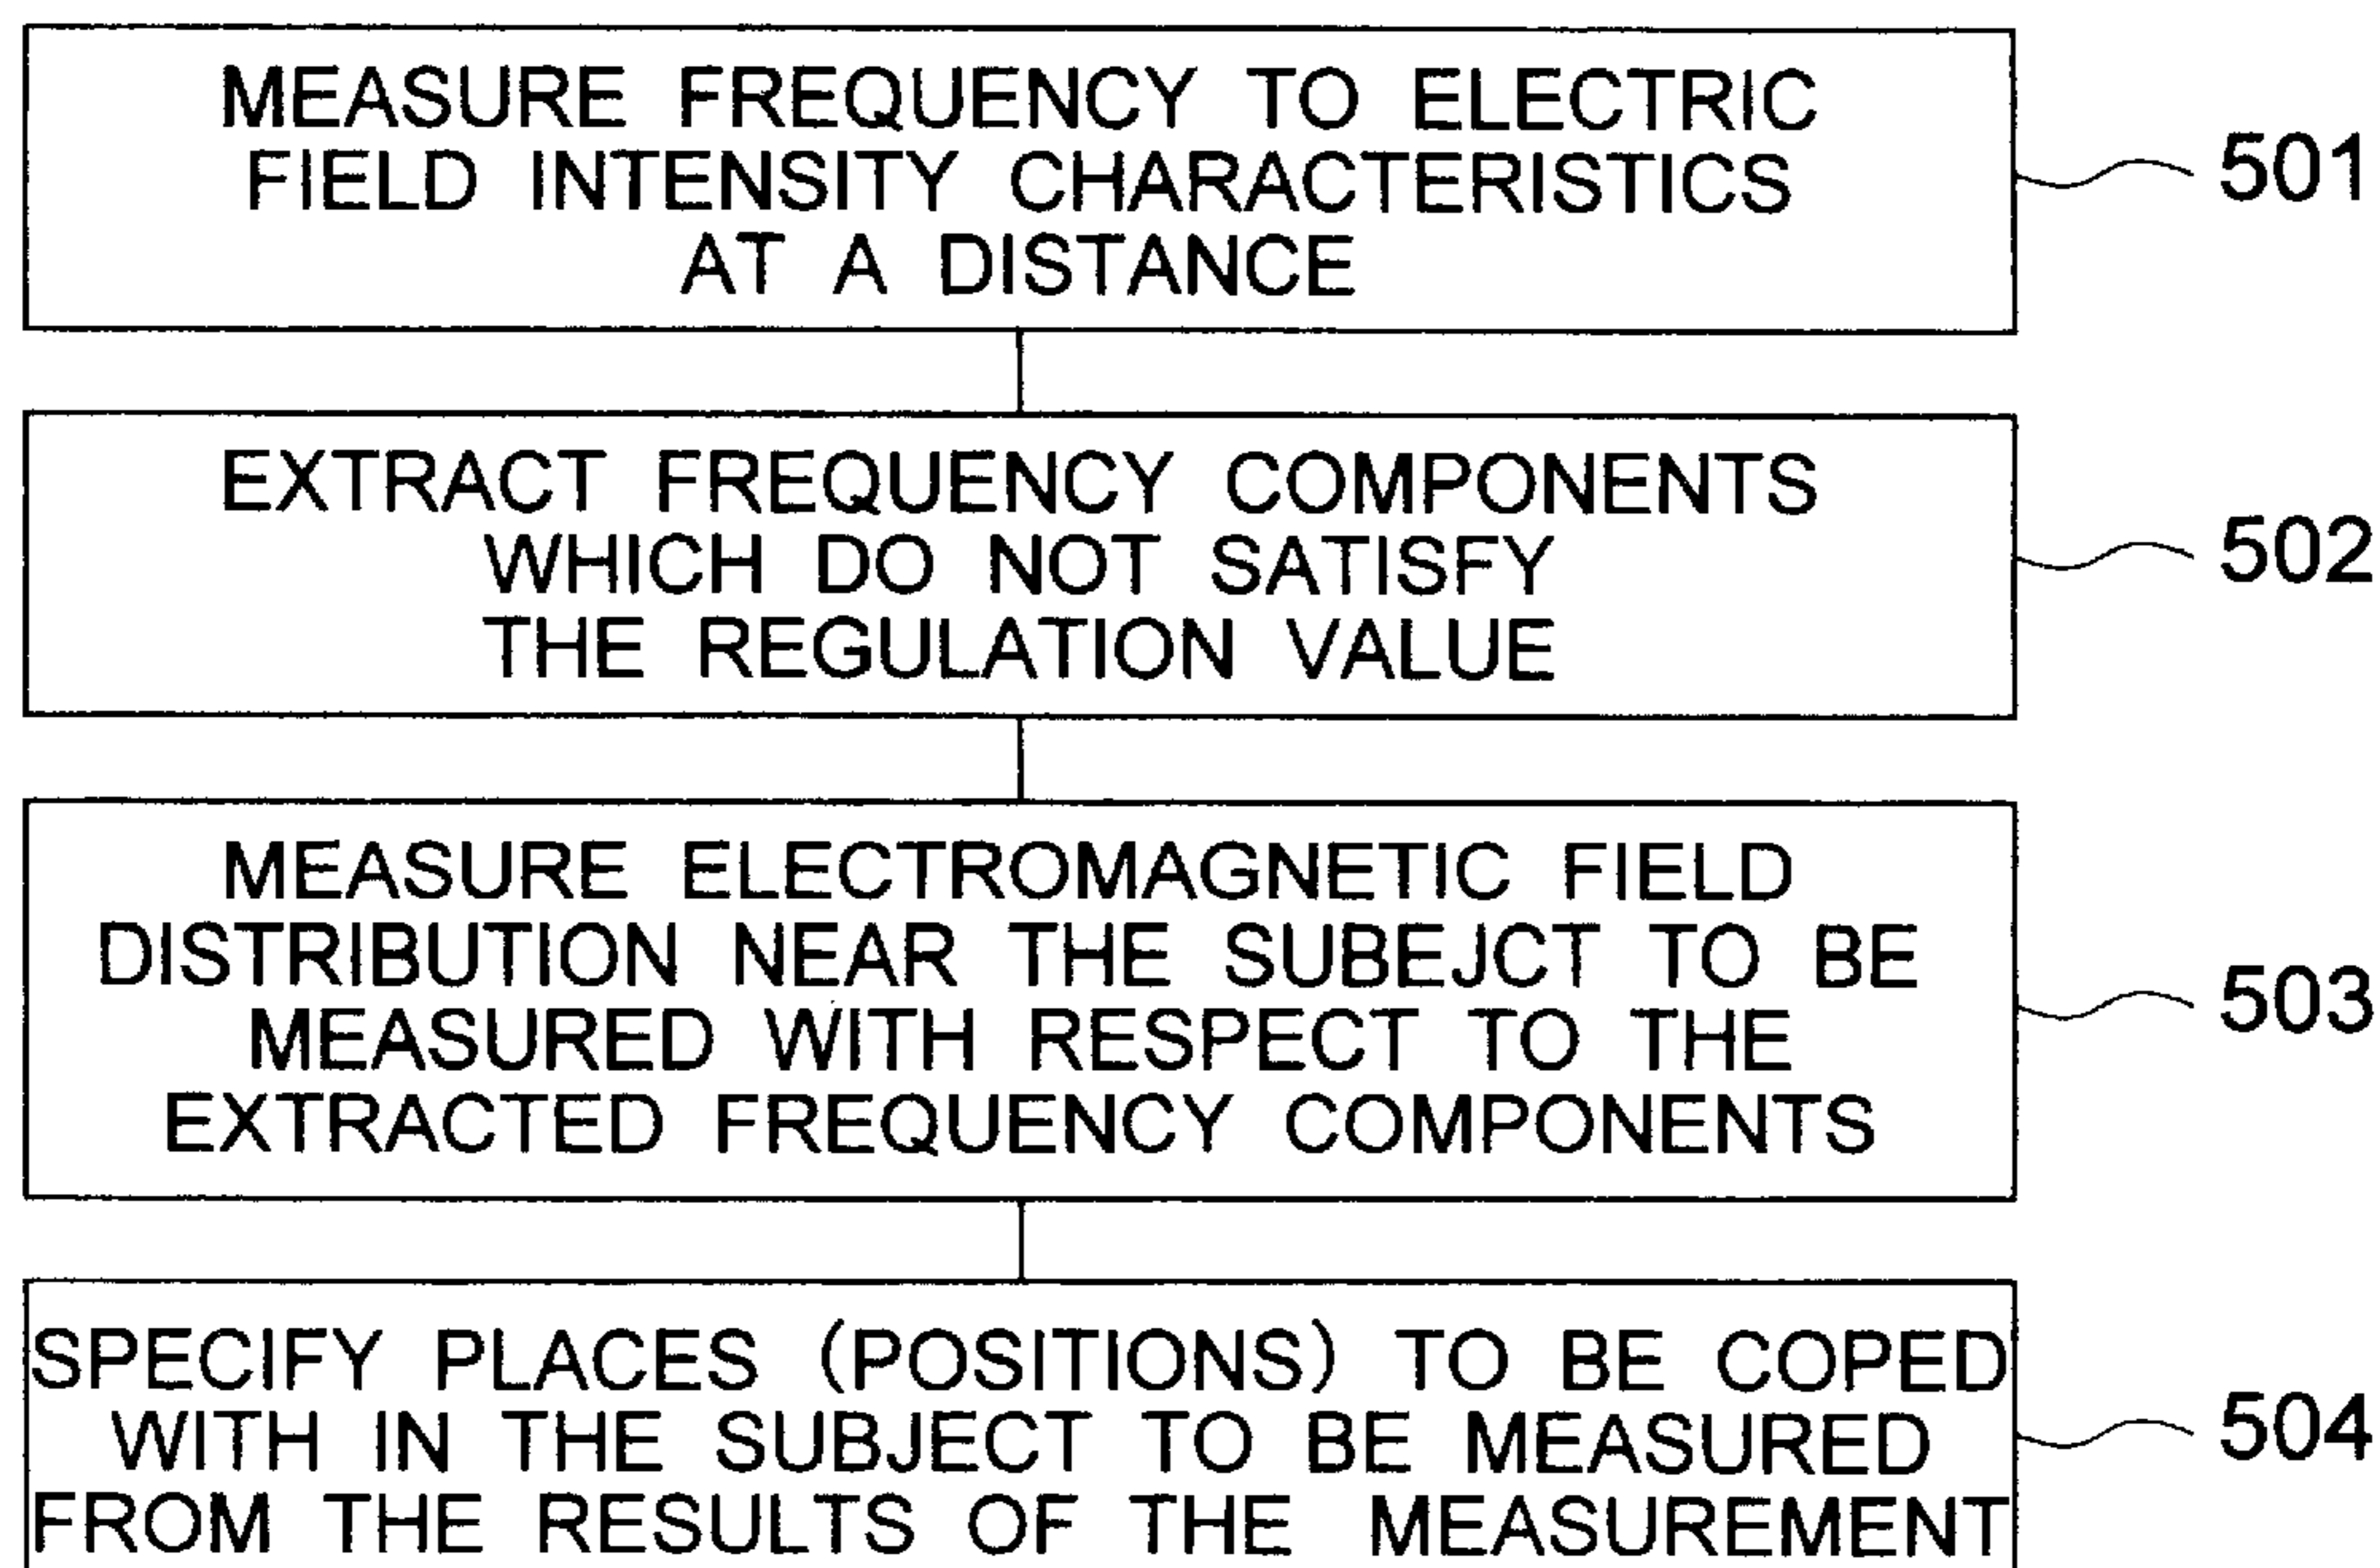 MEASURE FREQUENCY TO ELECTRIC
FIELD INTENSITY CHARACTERISTICS
AT A DISTANCE
501
EXTRACT FREQUENCY COMPONENTS
WHICH DO NOT SATISFY
THE REGULATION VALUE
502
MEASURE ELECTROMAGNETIC FIELD
DISTRIBUTION NEAR THE SUBEJCT TO BE
MEASURED WITH RESPECT TO THE
EXTRACTED FREQUENCY COMPONENTS
503
SPECIFY PLACES (POSITIONS) TO BE COPED
WITH IN THE SUBJECT TO BE MEASURED
FROM THE RESULTS OF THE MEASUREMENT
504